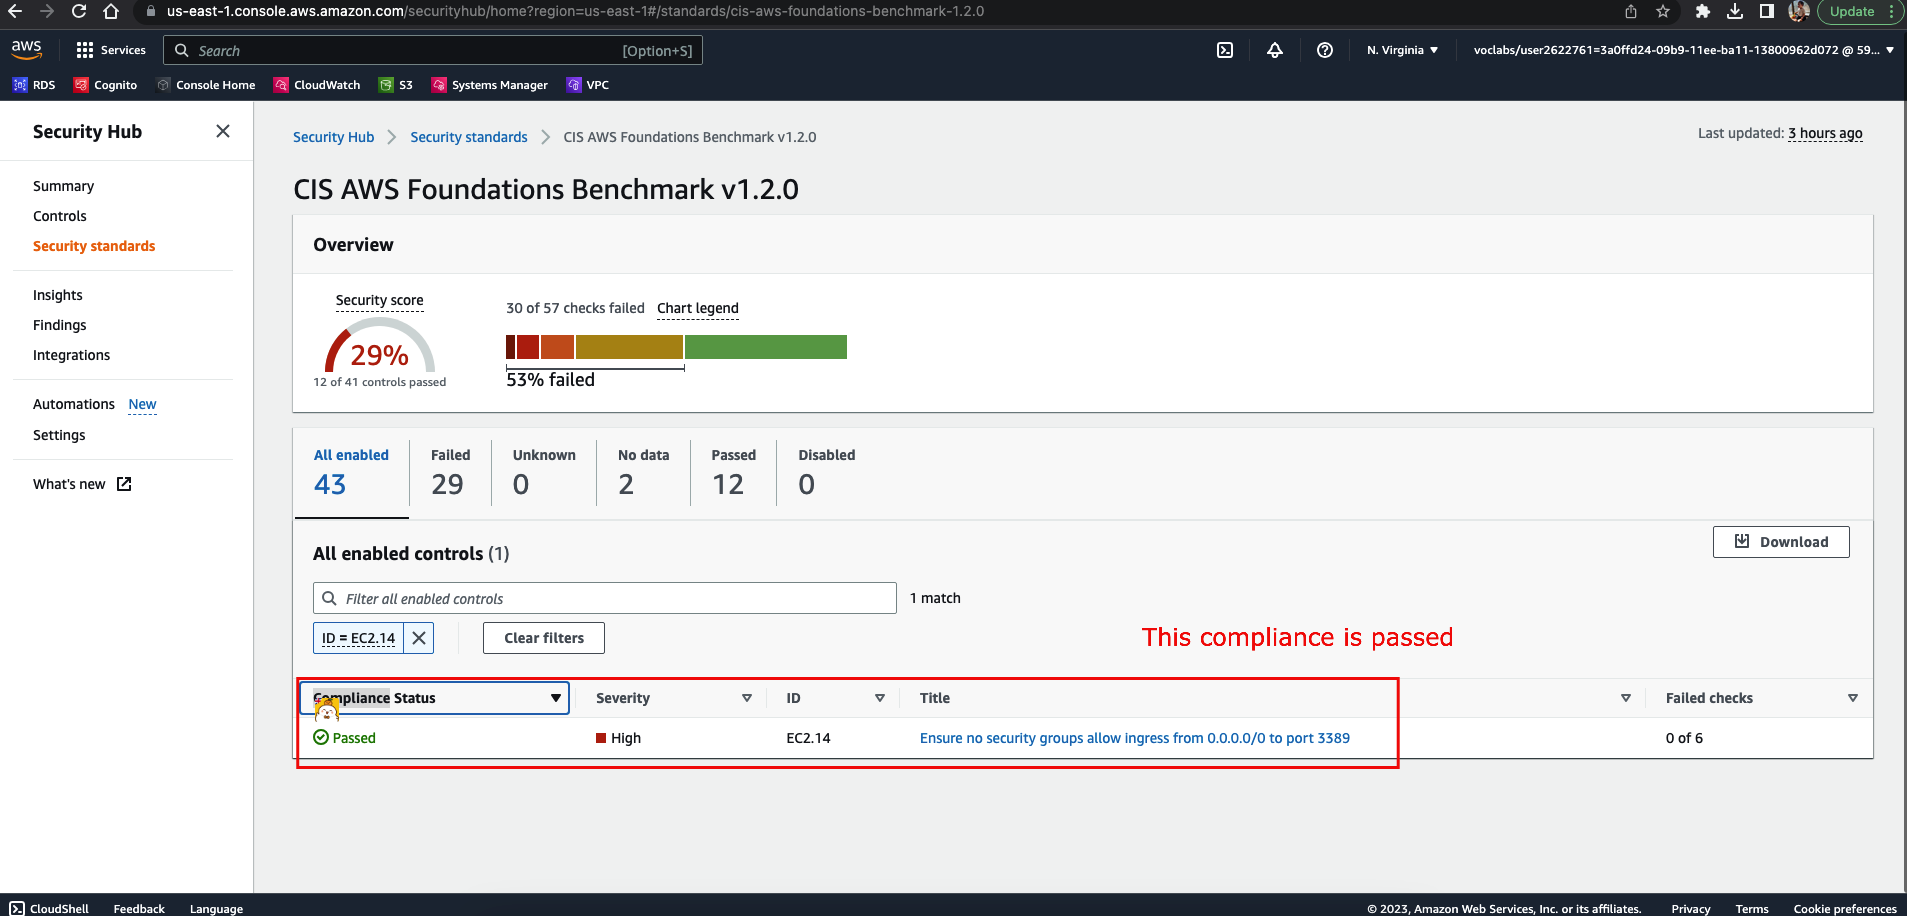 us-east-1.console.aws.amazon.com/securityhub/home?region=us-east-1#/standards/cis-aws-foundations-benchmark-1.2.0
Update
aws
Services
Search
[Option+S]
N. Virginia
voclabs/user2622761=3a0ffd24-09b9-11ee-ba11-13800962d072 @ 59...
RDS
Cognito
Console Home
CloudWatch
S3
Systems Manager
VPC
Security Hub
Summary
Controls
Security standards
Insights
Findings
Integrations
Automations New
Settings
What's new
Security Hub > Security standards > CIS AWS Foundations Benchmark v1.2.0
Last updated: 3 hours ago
CIS AWS Foundations Benchmark v1.2.0
Overview
Security score
29%
12 of 41 controls passed
30 of 57 checks failed Chart legend
53% failed
All enabled
43
Failed
29
Unknown
0
No data
2
Passed
12
Disabled
0
All enabled controls (1)
Download
Filter all enabled controls
1 match
ID = EC2.14
Clear filters
This compliance is passed
Compliance Status
Severity
ID
Title
Failed checks
Passed
High
EC2.14
Ensure no security groups allow ingress from 0.0.0.0/0 to port 3389
0 of 6
CloudShell
Feedback
Language
© 2023, Amazon Web Services, Inc. or its affiliates.
Privacy
Terms
Cookie preferences